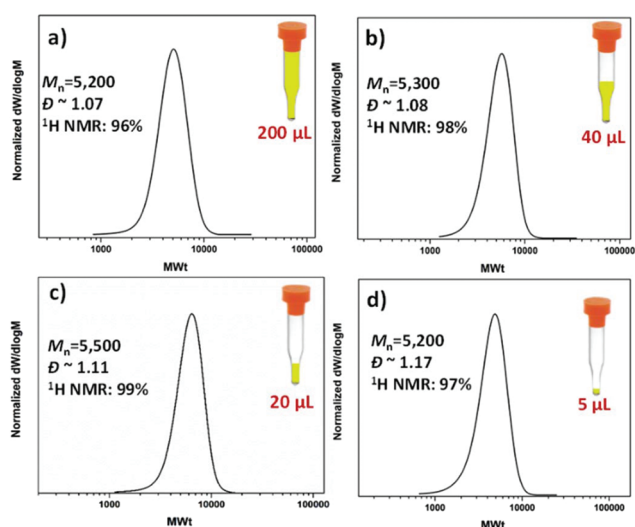 a)
Mn=5,200
Đ ~ 1.07
¹H NMR: 96%
200 µL
Normalized dW/dlogM
1000 10000 100000
MWt
b)
Mn=5,300
Đ ~ 1.08
¹H NMR: 98%
40 µL
Normalized dW/dlogM
1000 10000 100000
MWt
c)
Mn=5,500
Đ ~ 1.11
¹H NMR: 99%
20 µL
Normalized dW/dlogM
1000 10000 100000
MWt
d)
Mn=5,200
Đ ~ 1.17
¹H NMR: 97%
5 µL
Normalized dW/dlogM
1000 10000 100000
MWt